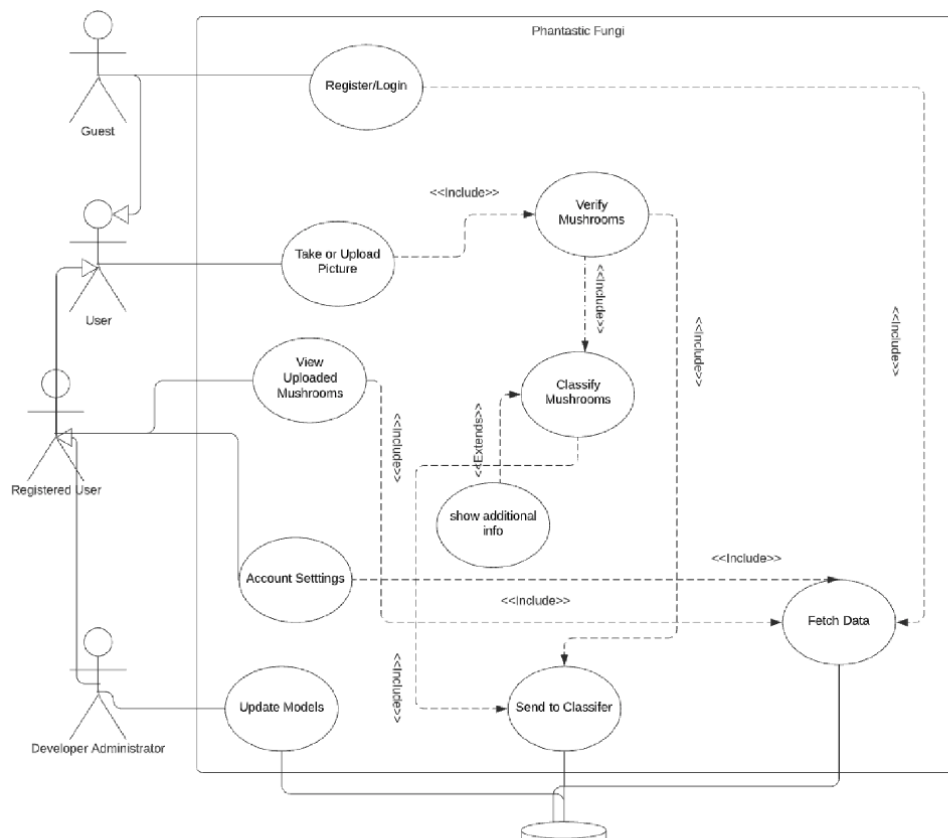 Phantastic Fungi
Register/Login
Guest
<<Include>>
Verify
Mushrooms
Take or Upload
Picture
User
<<Include>>
<<Include>>
<<Include>>
View
Uploaded
Mushrooms
Classify
Mushrooms
<<Include>>
<<Extends>>
Registered User
show additional
info
Account Setttings
<<Include>>
<<Include>>
Fetch Data
<<Include>>
Update Models
Send to Classifer
Developer Administrator